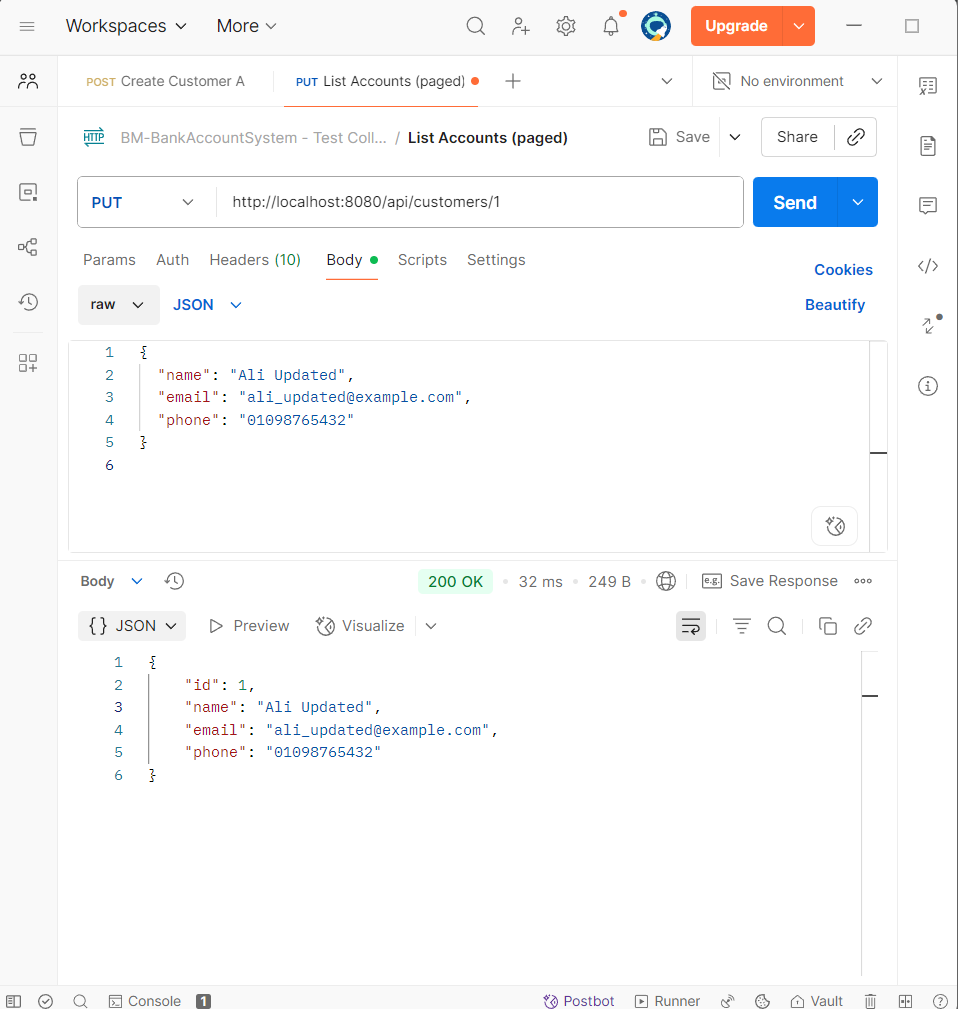 Workspaces More Upgrade
POST Create Customer A PUT List Accounts (paged) No environment
HTTP BM-BankAccountSystem - Test Coll... / List Accounts (paged) Save Share
PUT http://localhost:8080/api/customers/1 Send
Params Auth Headers (10) Body Scripts Settings Cookies
raw JSON Beautify
1 {
2 "name": "Ali Updated",
3 "email": "ali_updated@example.com",
4 "phone": "01098765432"
5 }
6
Body 200 OK 32 ms 249 B e.g. Save Response
{} JSON Preview Visualize
1 {
2 "id": 1,
3 "name": "Ali Updated",
4 "email": "ali_updated@example.com",
5 "phone": "01098765432"
6 }
Console 1 Postbot Runner Vault